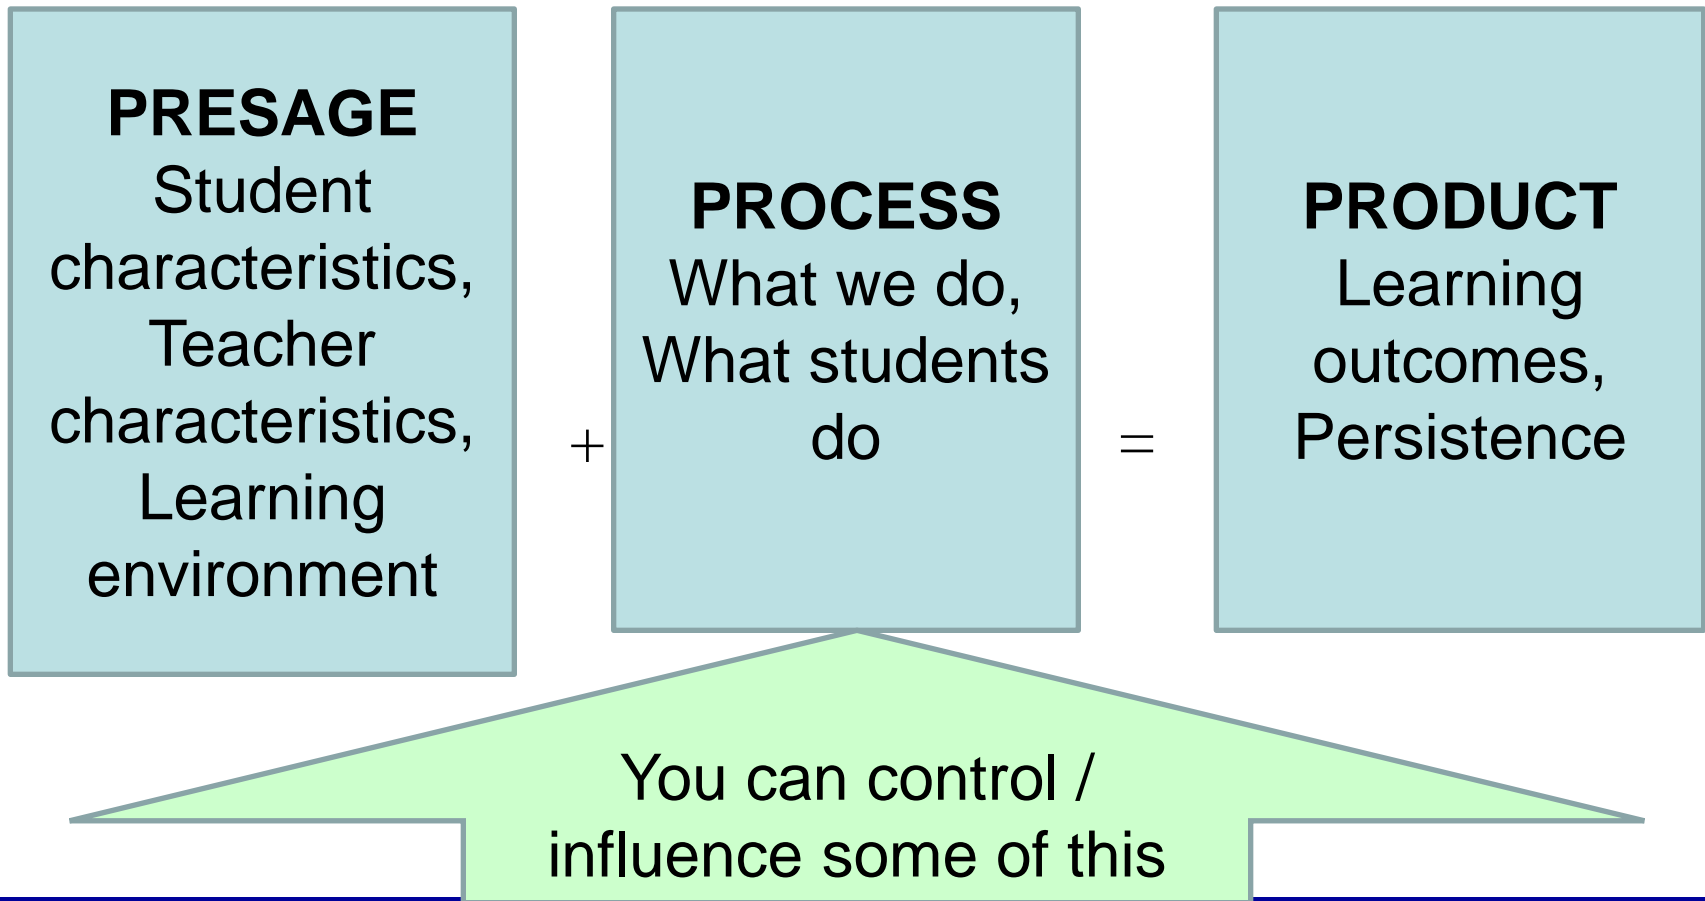 PRESAGE
Student
characteristics,
Teacher
characteristics,
Learning
environment
+
PROCESS
What we do,
What students
do
=
PRODUCT
Learning
outcomes,
Persistence
You can control /
influence some of this